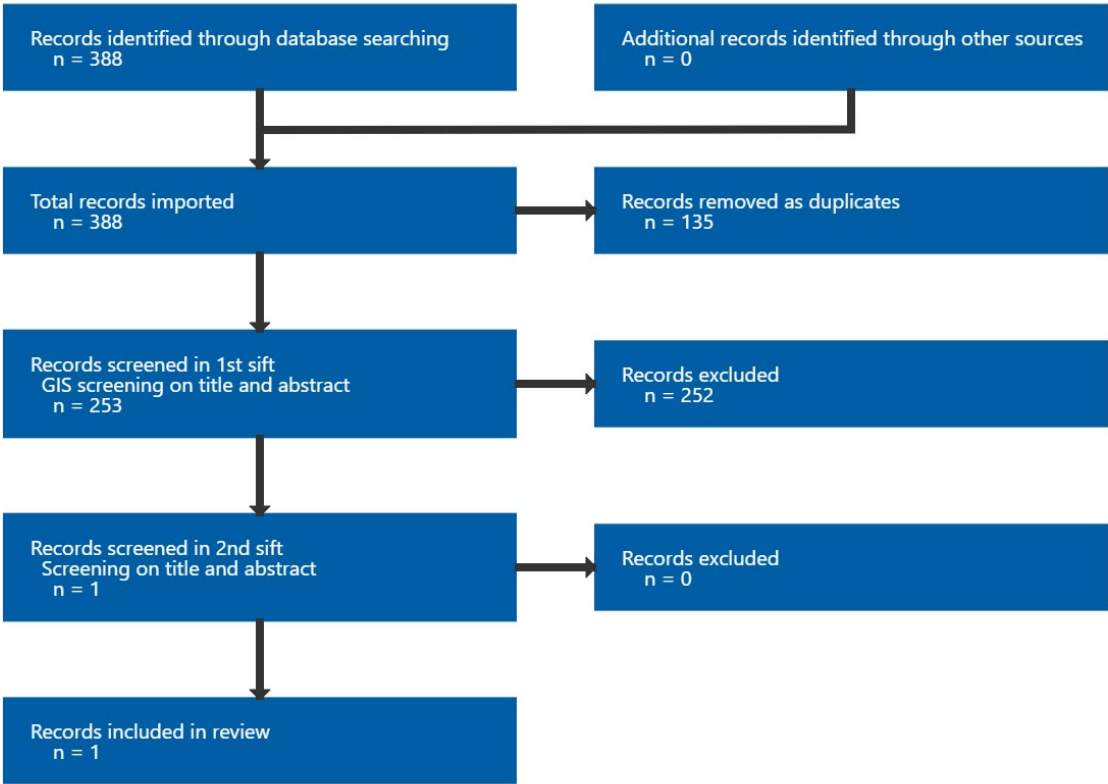 Records identified through database searching
n = 388
Additional records identified through other sources
n = 0
Total records imported
n = 388
Records removed as duplicates
n = 135
Records screened in 1st sift
GIS screening on title and abstract
n = 253
Records excluded
n = 252
Records screened in 2nd sift
Screening on title and abstract
n = 1
Records excluded
n = 0
Records included in review
n = 1